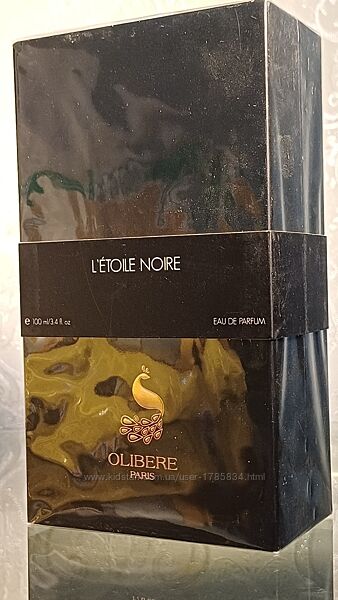 L'ÉTOILE NOIRE
℮ 100 ml/3.4 fl. oz EAU DE PARFUM
OLIBERE
PARIS
www.kidstaff.com.ua/user-1785834.html